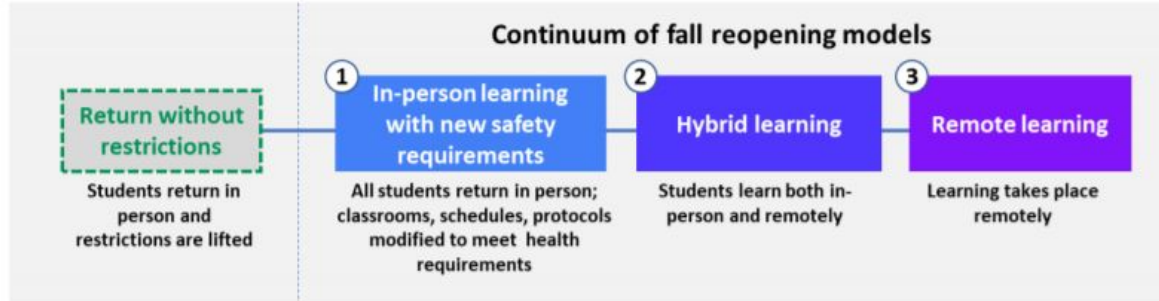 Continuum of fall reopening models
Return without
restrictions
Students return in
person and
restrictions are lifted
1
In-person learning
with new safety
requirements
All students return in person;
classrooms, schedules, protocols
modified to meet health
requirements
2
Hybrid learning
Students learn both in-
person and remotely
3
Remote learning
Learning takes place
remotely